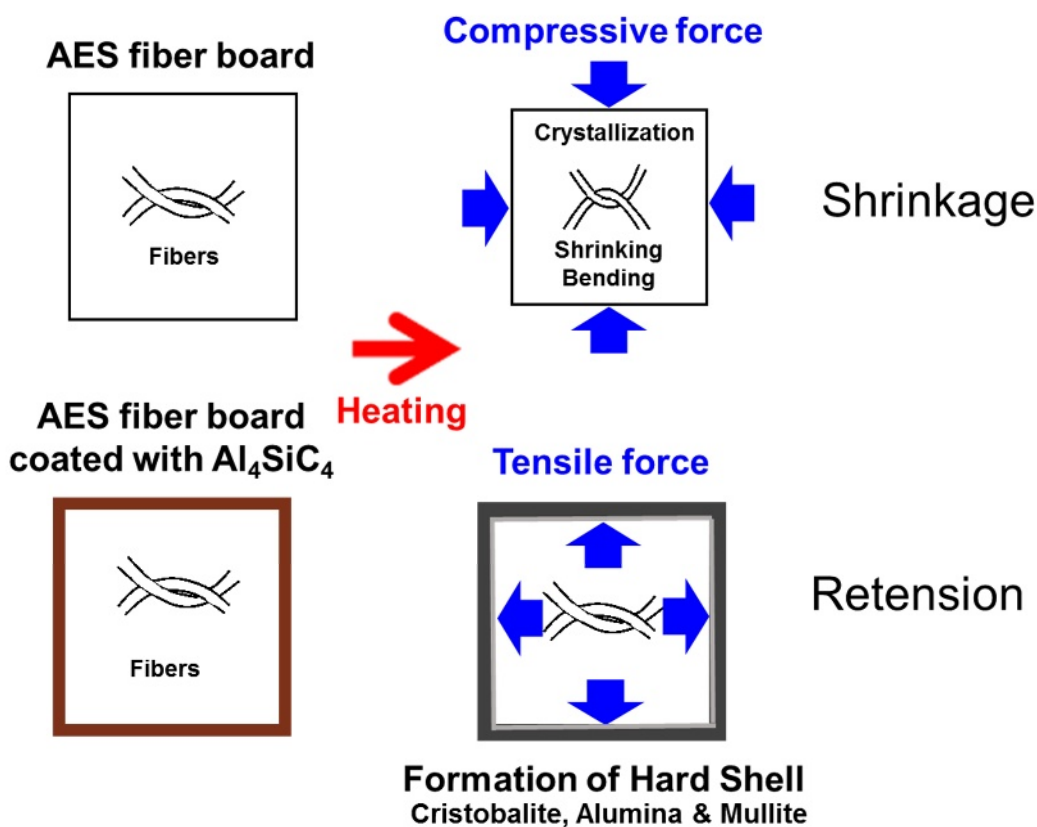 AES fiber board
Fibers
Compressive force
Crystallization
Shrinking
Bending
Shrinkage
Heating
AES fiber board
coated with Al₄SiC₄
Fibers
Tensile force
Retension
Formation of Hard Shell
Cristobalite, Alumina & Mullite